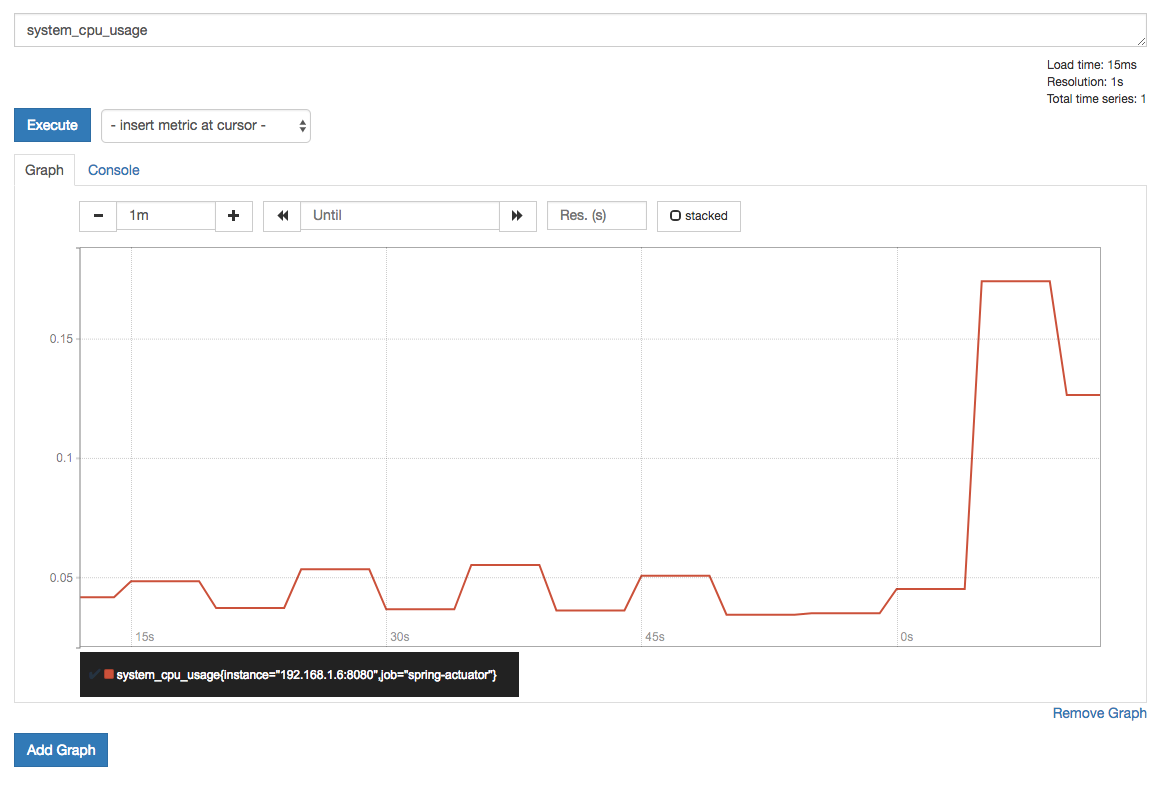 system_cpu_usage
Load time: 15ms
Resolution: 1s
Total time series: 1
Execute
- insert metric at cursor -
Graph
Console
1m
Until
Res. (s)
stacked
0.15
0.1
0.05
15s
30s
45s
0s
system_cpu_usage{instance="192.168.1.6:8080",job="spring-actuator"}
Remove Graph
Add Graph